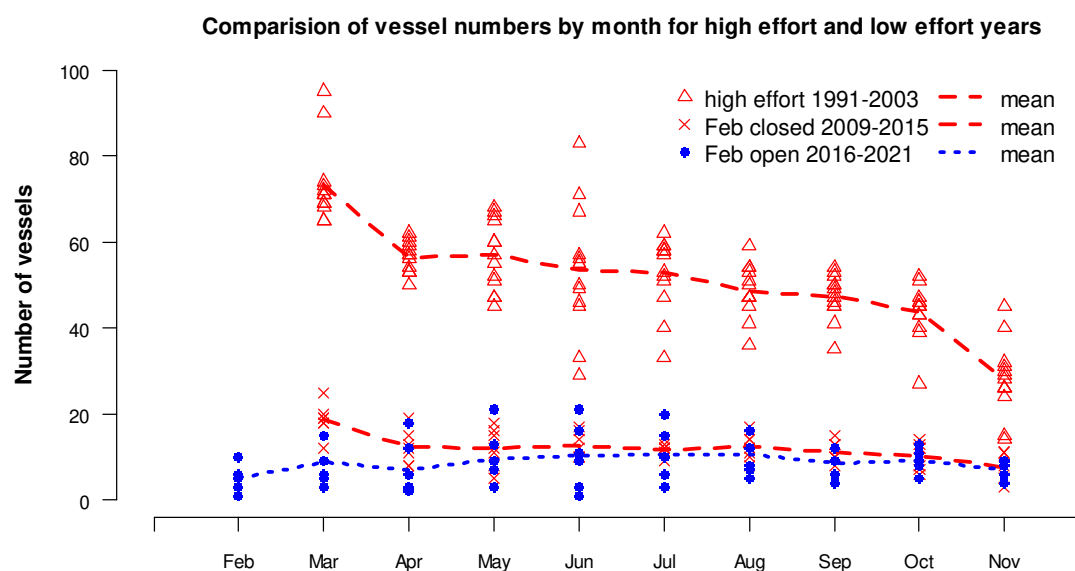 Comparision of vessel numbers by month for high effort and low effort years
100
80
60
40
20
0
Number of vessels
high effort 1991-2003 mean
Feb closed 2009-2015 mean
Feb open 2016-2021 mean
Feb Mar Apr May Jun Jul Aug Sep Oct Nov